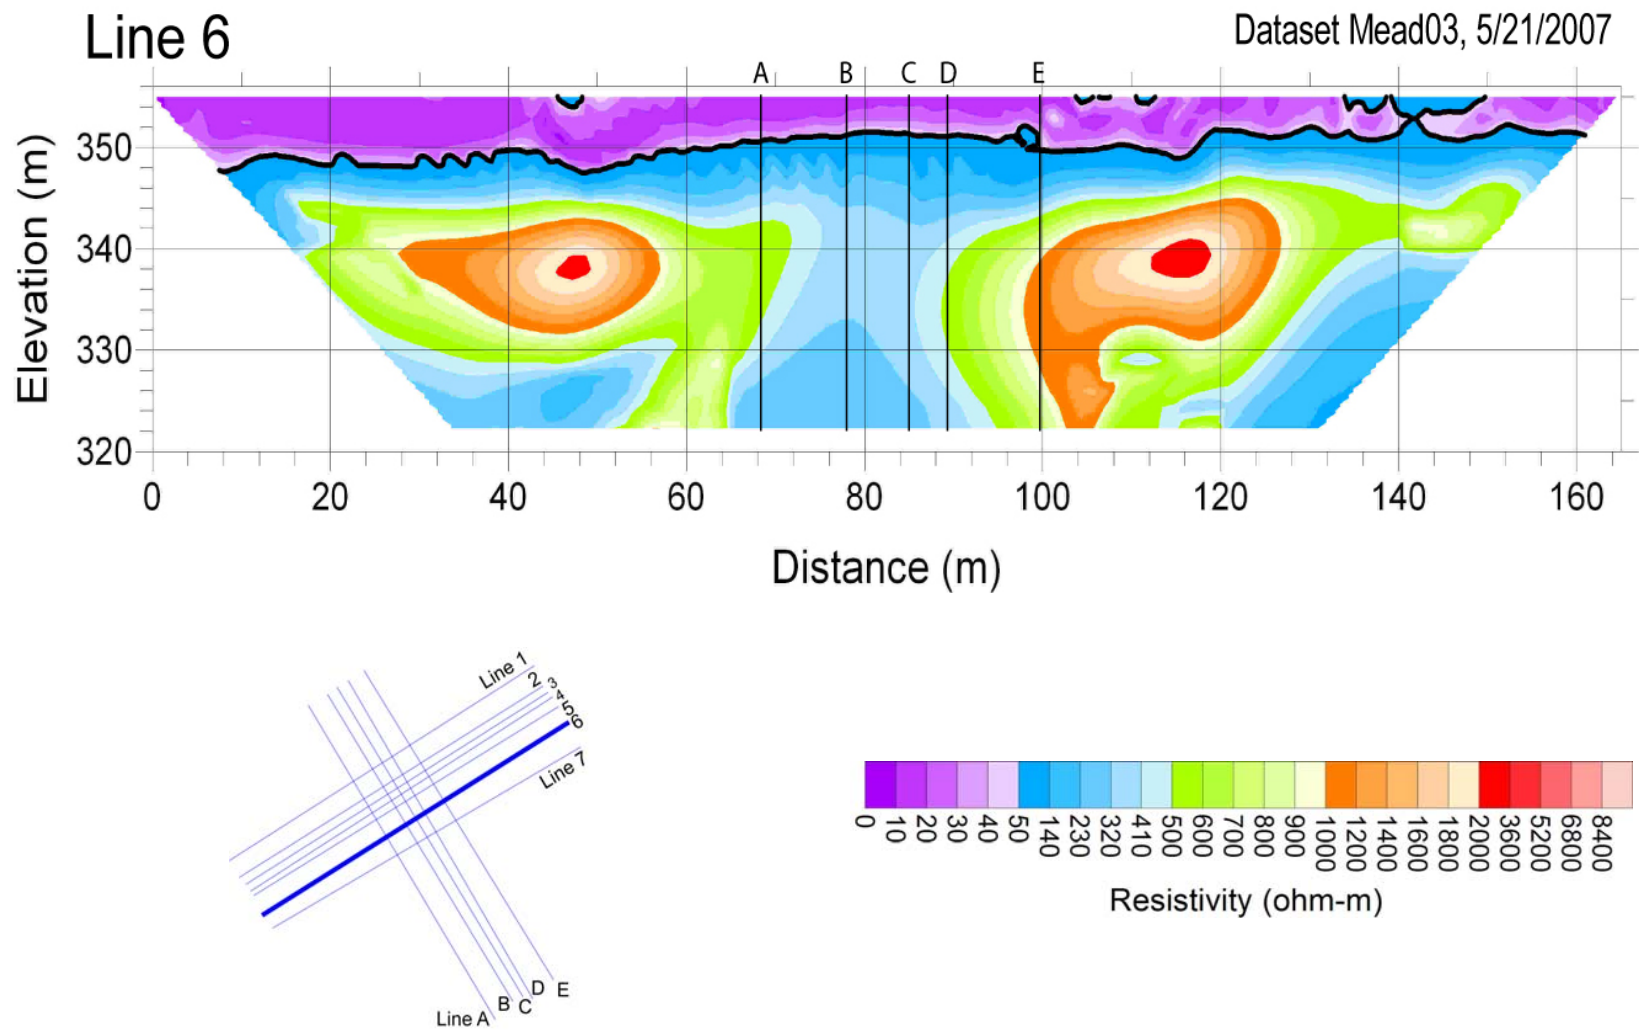 Line 6
Dataset Mead03, 5/21/2007
A B C D E
Elevation (m)
350
340
330
320
0 20 40 60 80 100 120 140 160
Distance (m)
Line 1
2
3
4
5
6
Line 7
Line A
B
C
D
E
0 10 20 30 40 50 140 230 320 410 500 600 700 800 900 1000 1200 1400 1600 1800 2000 3600 5200 6800 8400
Resistivity (ohm-m)